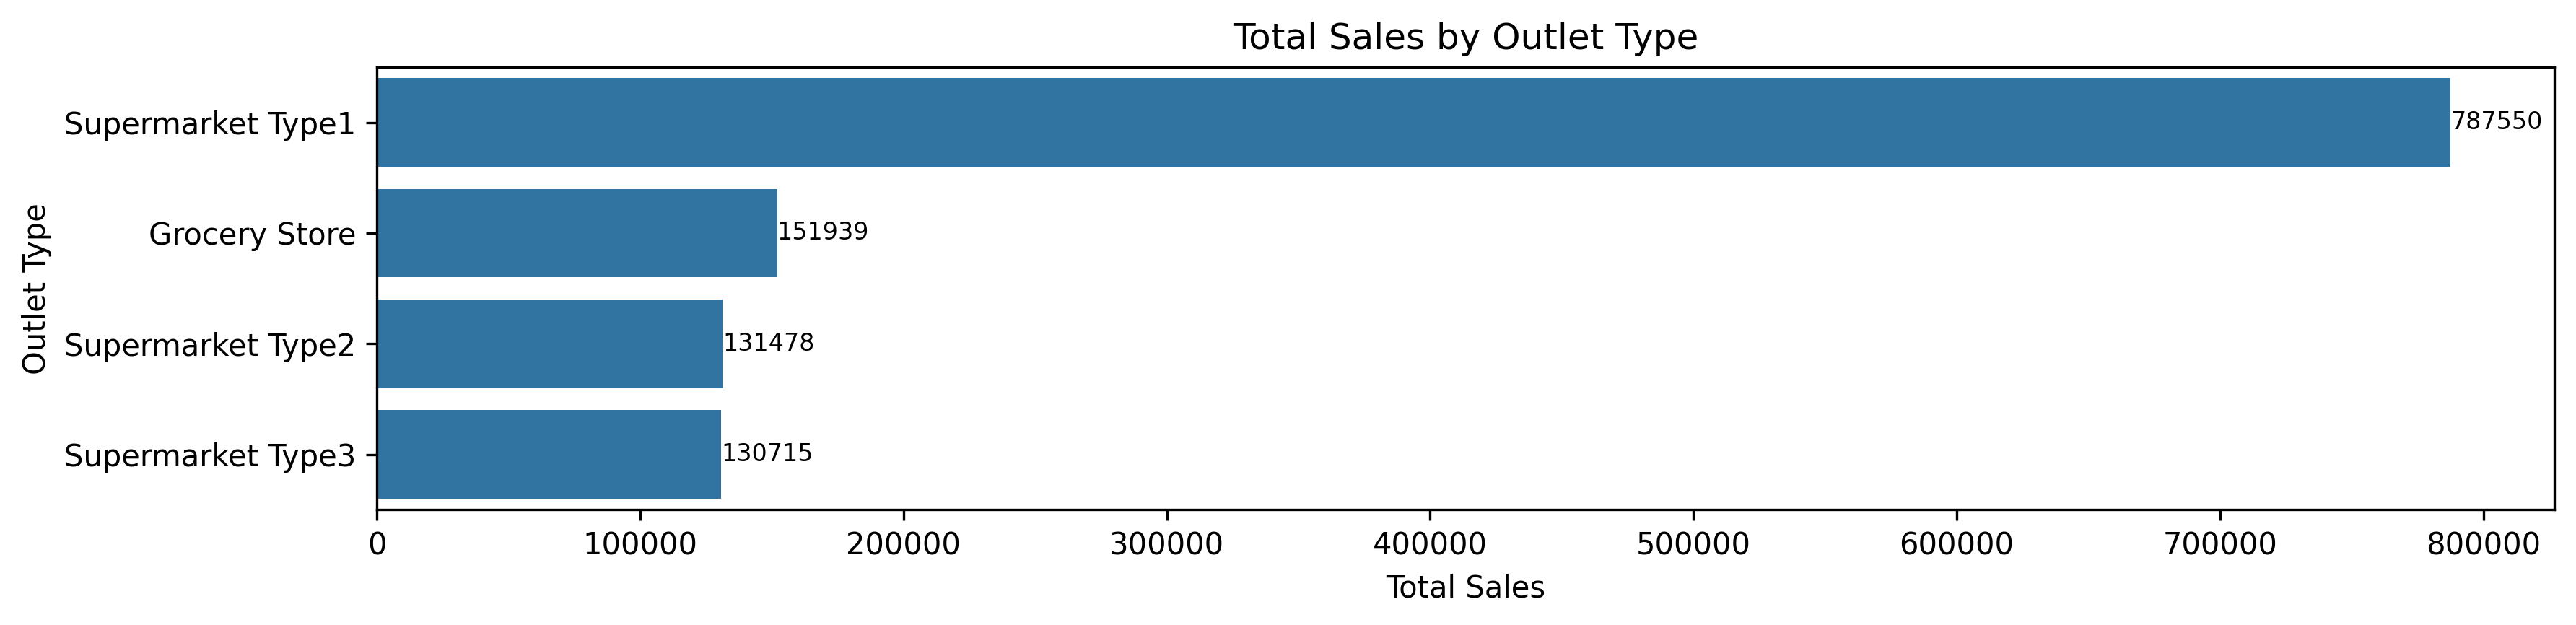 Total Sales by Outlet Type
Outlet Type
Supermarket Type1
787550
Grocery Store
151939
Supermarket Type2
131478
Supermarket Type3
130715
0 100000 200000 300000 400000 500000 600000 700000 800000
Total Sales